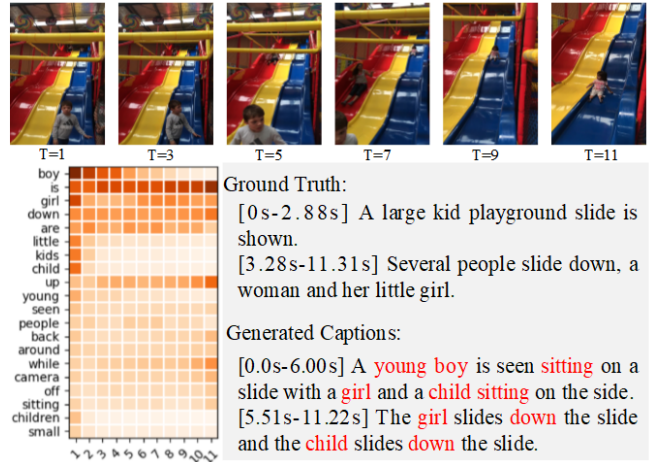 T=1 T=3 T=5 T=7 T=9 T=11
boy
is
girl
down
are
little
kids
child
up
young
seen
people
back
around
while
camera
off
sitting
children
small
1 2 3 4 5 6 7 8 9 10 11
Ground Truth:
[0s-2.88s] A large kid playground slide is
shown.
[3.28s-11.31s] Several people slide down, a
woman and her little girl.
Generated Captions:
[0.0s-6.00s] A young boy is seen sitting on a
slide with a girl and a child sitting on the side.
[5.51s-11.22s] The girl slides down the slide
and the child slides down the slide.